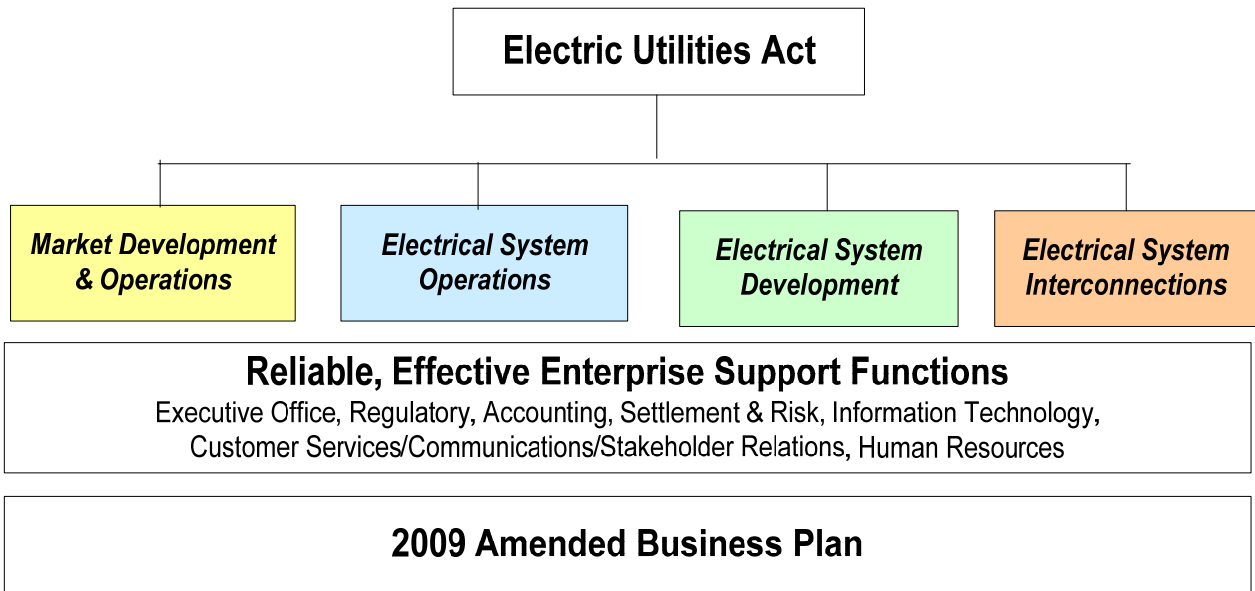 Electric Utilities Act
Market Development
& Operations
Electrical System
Operations
Electrical System
Development
Electrical System
Interconnections
Reliable, Effective Enterprise Support Functions
Executive Office, Regulatory, Accounting, Settlement & Risk, Information Technology,
Customer Services/Communications/Stakeholder Relations, Human Resources
2009 Amended Business Plan